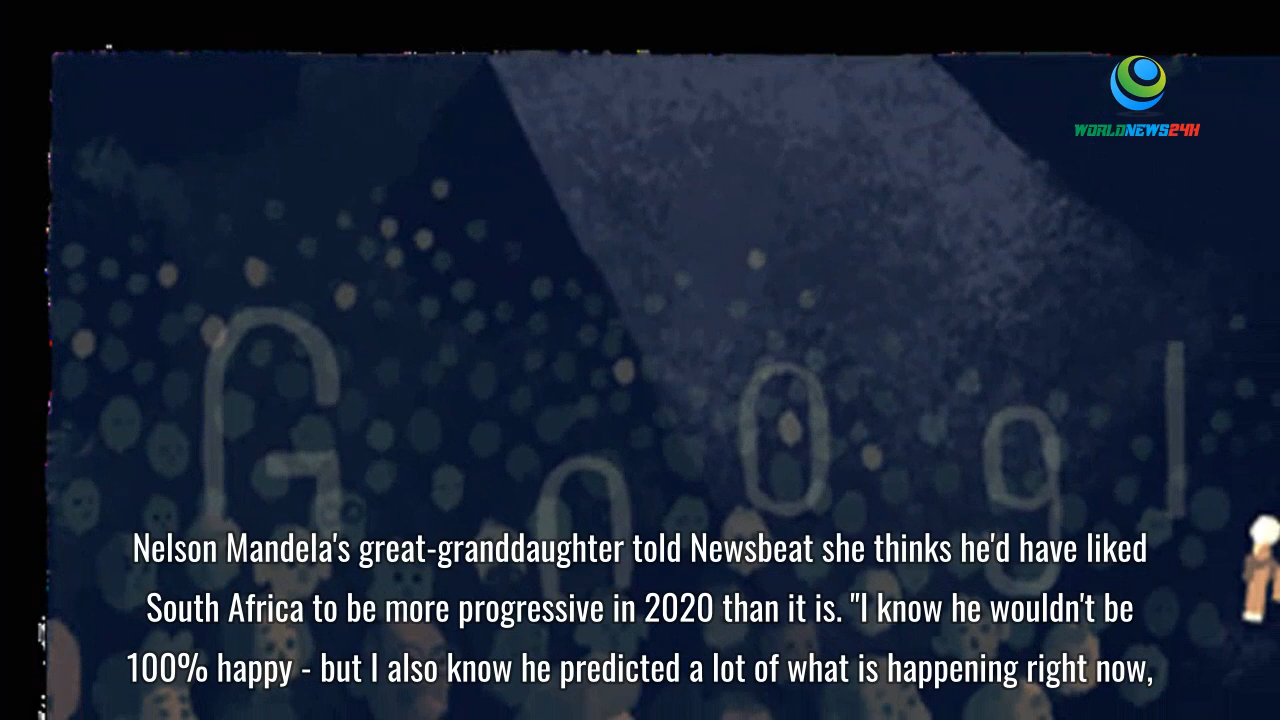 WORLDNEWS24H
Googl
Nelson Mandela's great-granddaughter told Newsbeat she thinks he'd have liked
South Africa to be more progressive in 2020 than it is. "I know he wouldn't be
100% happy - but I also know he predicted a lot of what is happening right now,